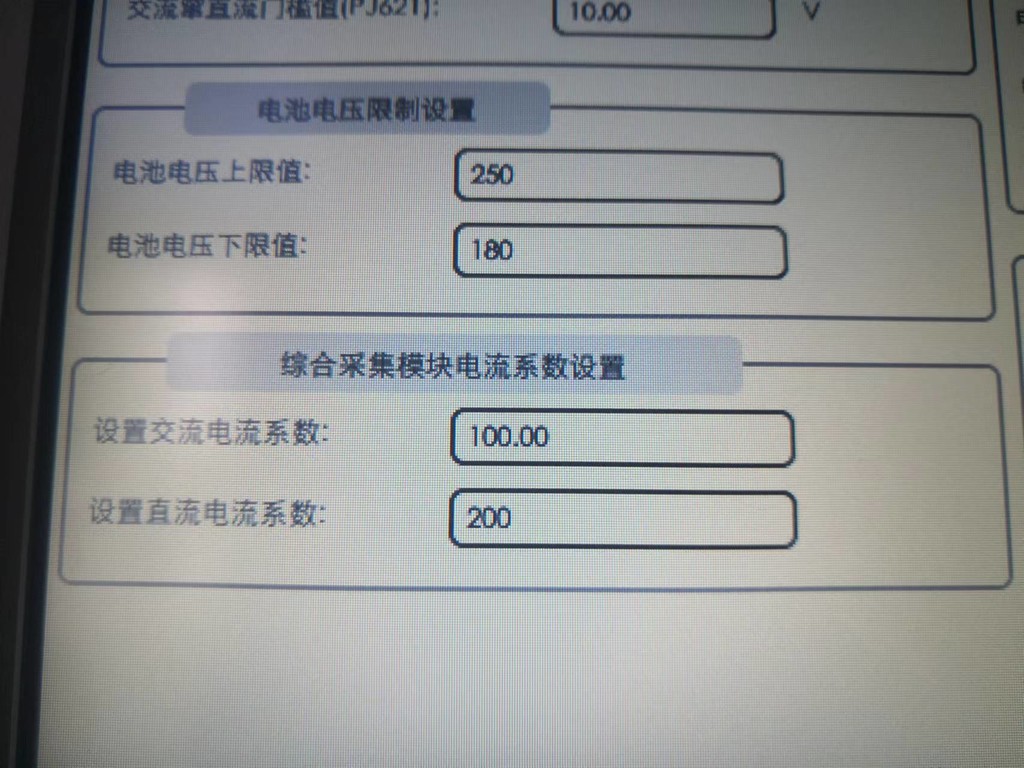 交流窜直流门槛值(PJ621): 10.00 V
电池电压限制设置
电池电压上限值: 250
电池电压下限值: 180
综合采集模块电流系数设置
设置交流电流系数: 100.00
设置直流电流系数: 200